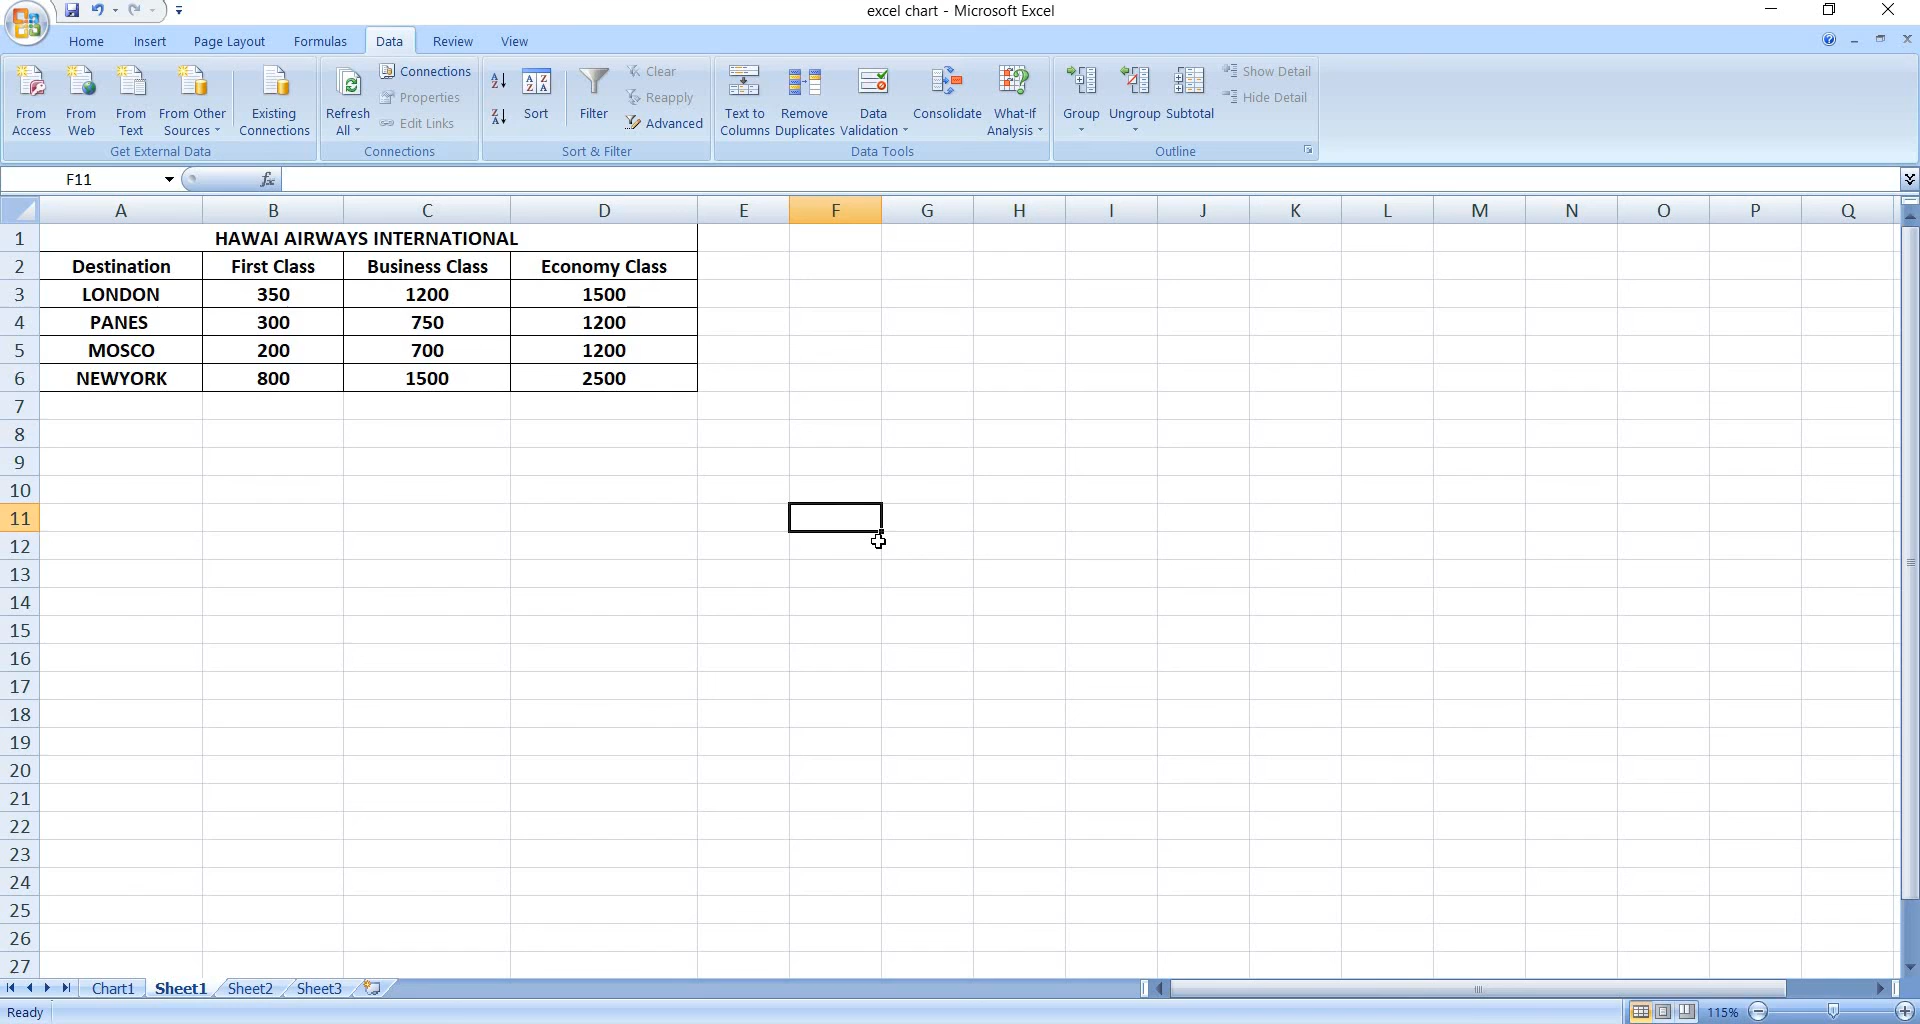 excel chart - Microsoft Excel
Home Insert Page Layout Formulas Data Review View
From Access From Web From Text From Other Sources Existing Connections
Get External Data
Refresh All Connections Properties Edit Links
Connections
Sort Filter Clear Reapply Advanced
Sort & Filter
Text to Columns Remove Duplicates Data Validation Consolidate What-If Analysis
Data Tools
Group Ungroup Subtotal Show Detail Hide Detail
Outline
F11 fx
A B C D E F G H I J K L M N O P Q
1 HAWAI AIRWAYS INTERNATIONAL
2 Destination First Class Business Class Economy Class
3 LONDON 350 1200 1500
4 PANES 300 750 1200
5 MOSCO 200 700 1200
6 NEWYORK 800 1500 2500
7
8
9
10
11
12
13
14
15
16
17
18
19
20
21
22
23
24
25
26
27
Chart1 Sheet1 Sheet2 Sheet3
Ready 115%